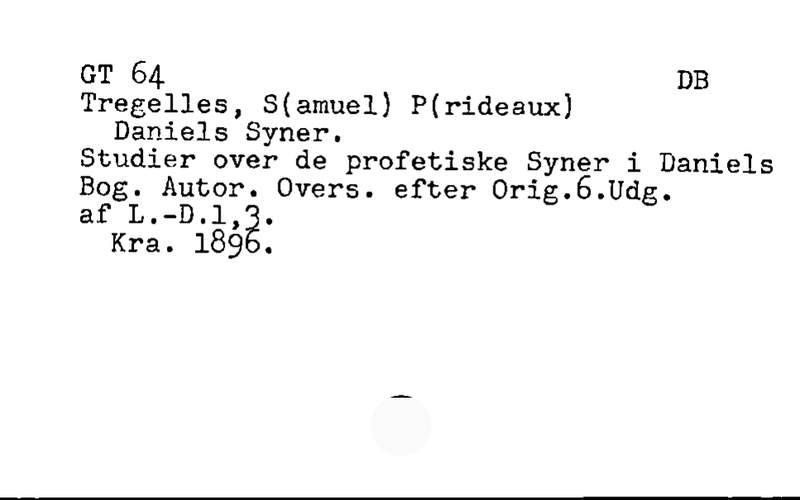 GT 64 DB
Tregelles, S(amuel) P(rideaux)
Daniels Syner.
Studier over de profetiske Syner i Daniels
Bog. Autor. Overs. efter Orig.6.Udg.
af L.-D.1,3.
Kra. 1896.